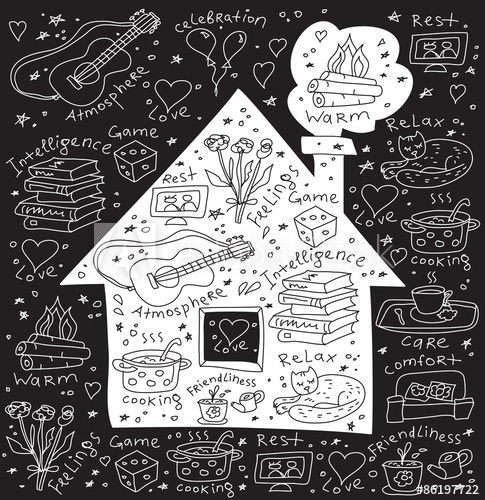 Celebration
Rest
Atmosphere
Love
Warm
Intelligence
Game
Relax
Rest
Feelings
Game
Love
Love
Cooking
Intelligence
Atmosphere
Love
Relax
Care
Comfort
Warm
Cooking
Friendliness
Feelings
Game
Cooking
Rest
Love
Friendliness
#86197722